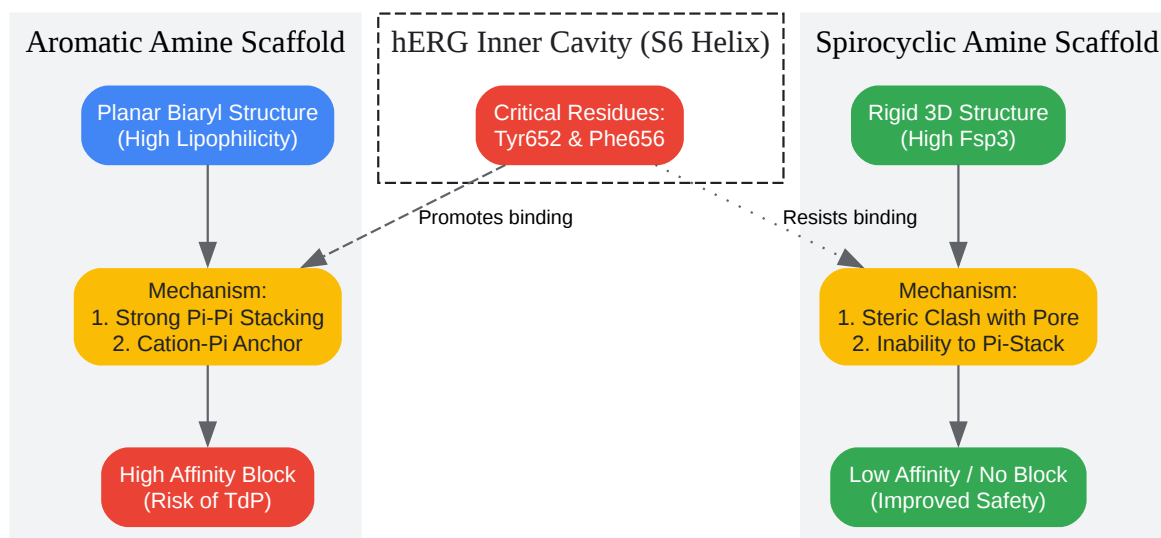 Aromatic Amine Scaffold
Planar Biaryl Structure
(High Lipophilicity)
Mechanism:
1. Strong Pi-Pi Stacking
2. Cation-Pi Anchor
High Affinity Block
(Risk of TdP)
hERG Inner Cavity (S6 Helix)
Critical Residues:
Tyr652 & Phe656
Promotes binding
Resists binding
Spirocyclic Amine Scaffold
Rigid 3D Structure
(High Fsp3)
Mechanism:
1. Steric Clash with Pore
2. Inability to Pi-Stack
Low Affinity / No Block
(Improved Safety)